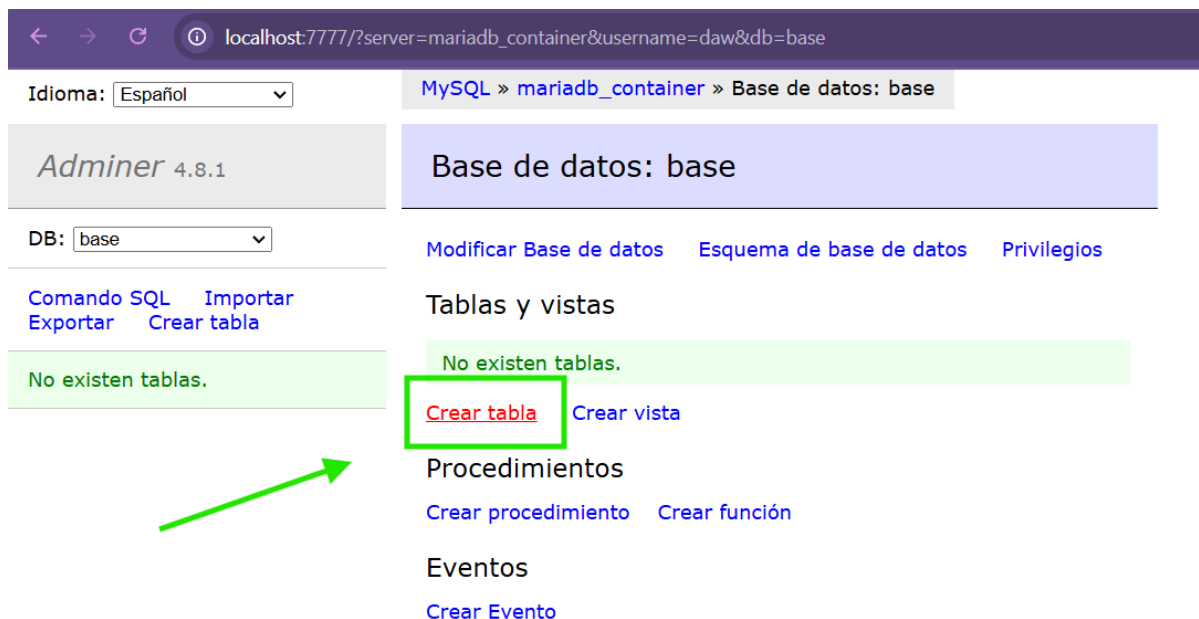 localhost:7777/?server=mariadb_container&username=daw&db=base
Idioma: Español
MySQL » mariadb_container » Base de datos: base
Adminer 4.8.1
Base de datos: base
DB: base
Modificar Base de datos Esquema de base de datos Privilegios
Comando SQL Importar
Exportar Crear tabla
No existen tablas.
Tablas y vistas
No existen tablas.
Crear tabla Crear vista
Procedimientos
Crear procedimiento Crear función
Eventos
Crear Evento